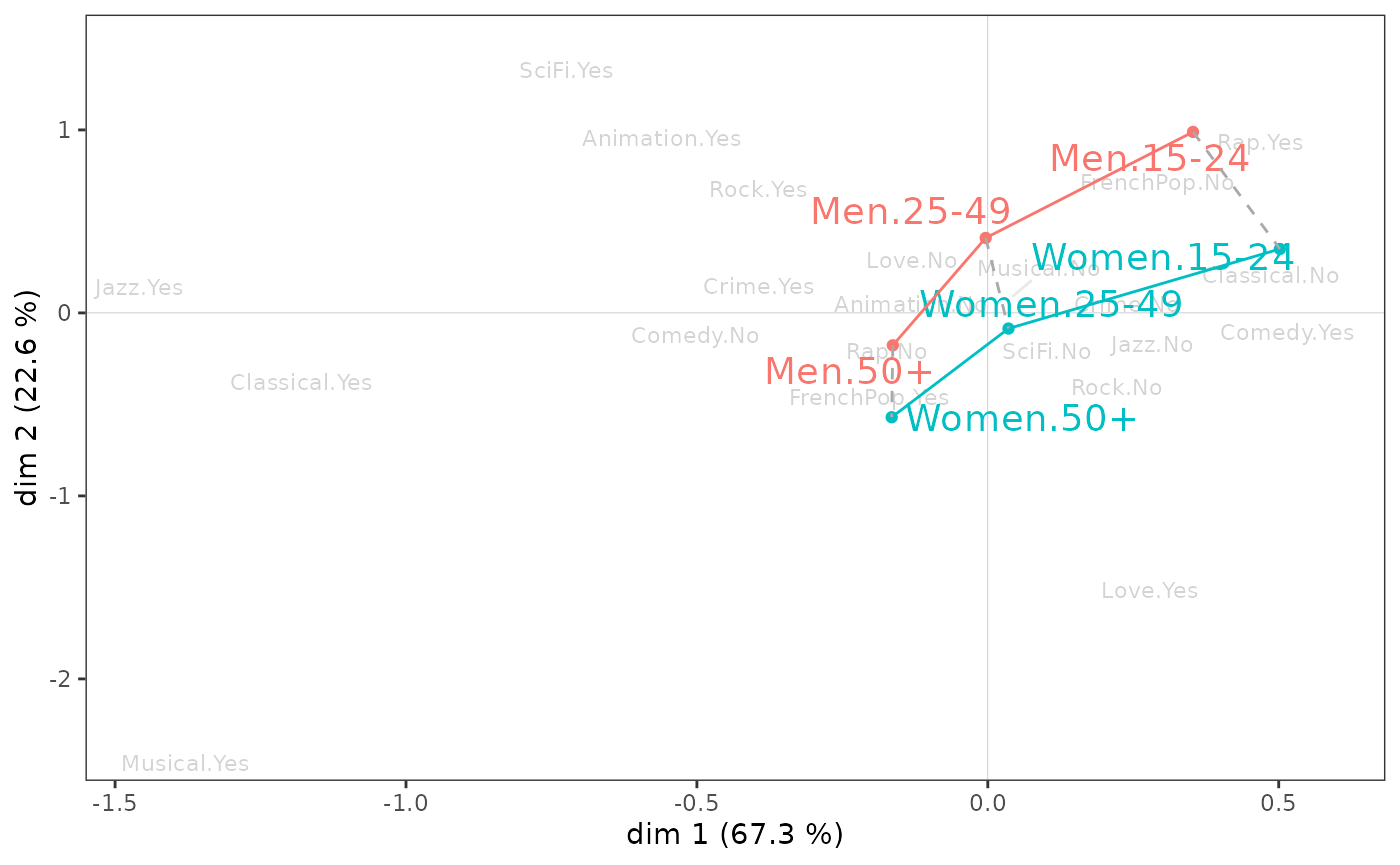 SciFi.Yes
1
Animation.Yes
Rap.Yes
Men.15-24
FrenchPop.No
Rock.Yes
Men.25-49
Women.15-24
Love.No
Musical.No
Classical.No
Jazz.Yes
Crime.Yes
Animation.No
Women.25-49
Crime.No
0
Comedy.No
Comedy.Yes
Rap.No
SciFi.No
Jazz.No
Men.50+
Classical.Yes
Rock.No
FrenchPop.Yes
Women.50+
dim 2 (22.6 %)
-1
Love.Yes
-2
Musical.Yes
-1.5
-1.0
-0.5
0.0
0.5
dim 1 (67.3 %)